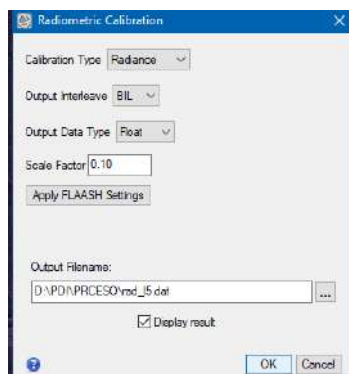 Radiometric Calibration
Calibration Type Radiance
Output Interleave BIL
Output Data Type Float
Scale Factor 0.10
Apply FLAASH Settings
Output Filename:
D:\PDI\PRCESO\rad_l5.dat
...
Display result
OK Cancel